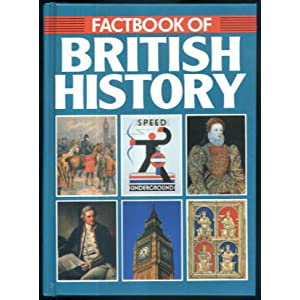 FACTBOOK OF
BRITISH
HISTORY
SPEED
UNDERGROUND